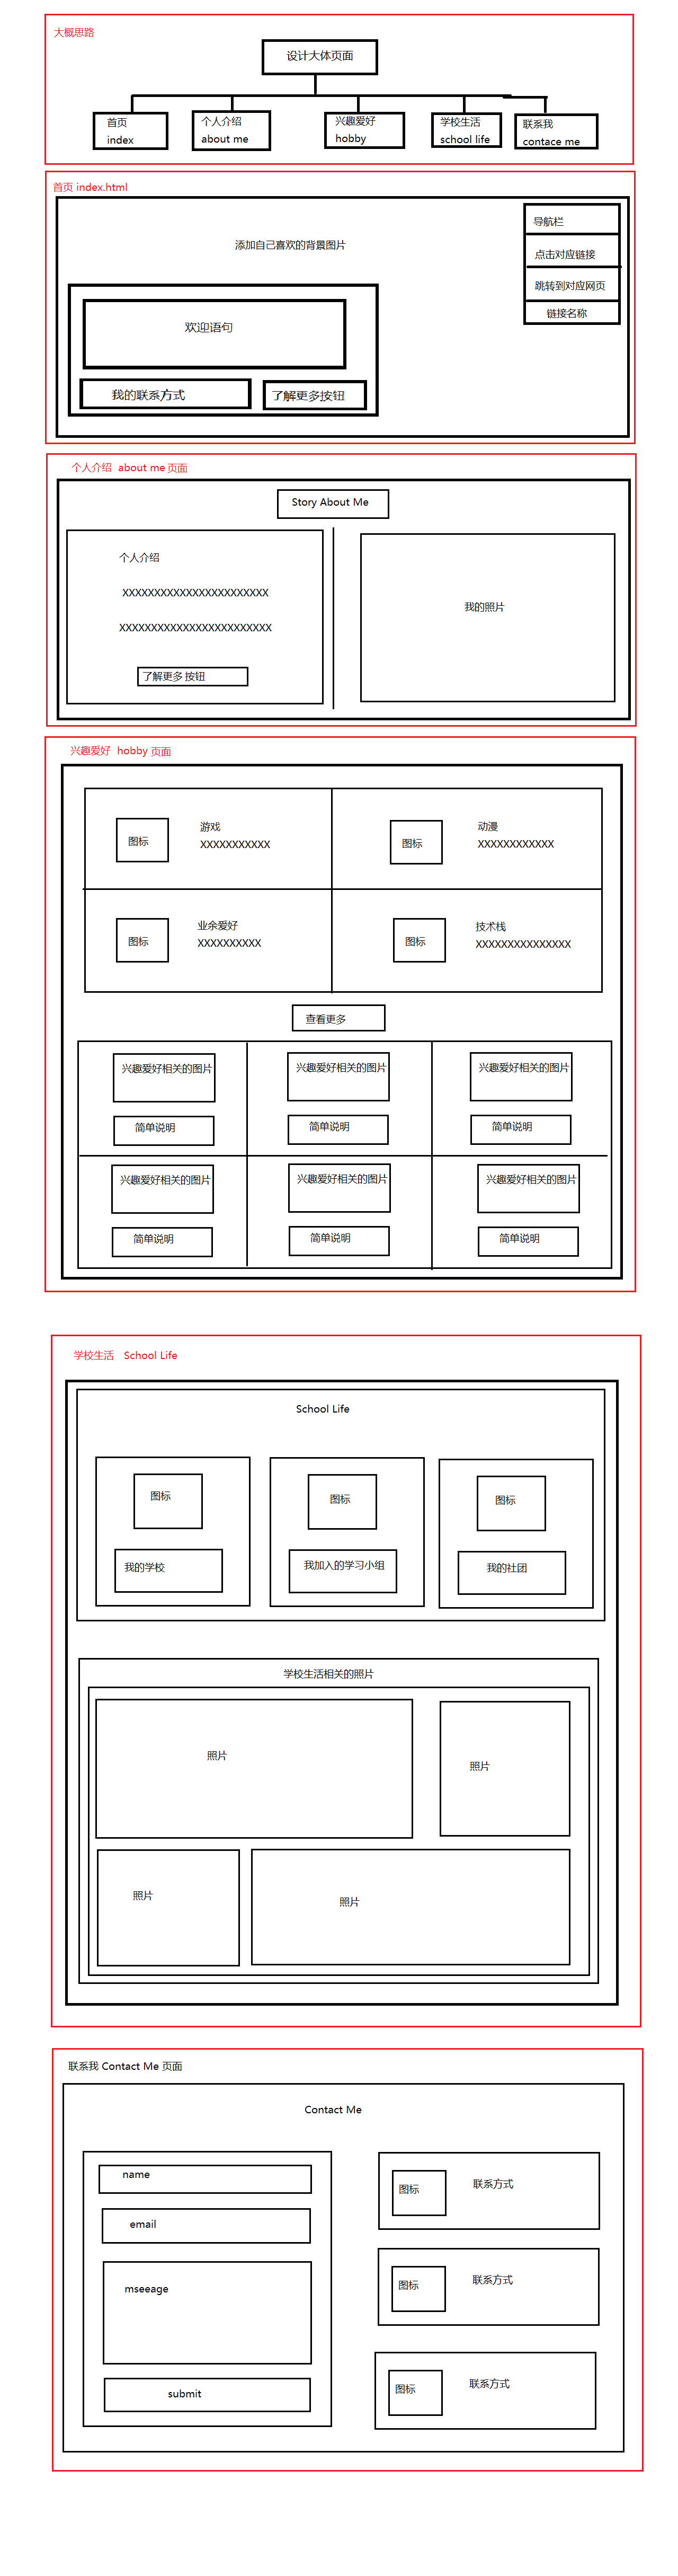 大概思路
设计大体页面
首页
index
个人介绍
about me
兴趣爱好
hobby
学校生活
school life
联系我
contace me
首页 index.html
添加自己喜欢的背景图片
导航栏
点击对应链接
跳转到对应网页
链接名称
欢迎语句
我的联系方式
了解更多按钮
个人介绍 about me 页面
Story About Me
个人介绍
XXXXXXXXXXXXXXXXXXXXXXX
XXXXXXXXXXXXXXXXXXXXXXXX
了解更多 按钮
我的照片
兴趣爱好 hobby 页面
图标
游戏
XXXXXXXXXXX
图标
动漫
XXXXXXXXXXXX
图标
业余爱好
XXXXXXXXXX
图标
技术栈
XXXXXXXXXXXXXXX
查看更多
兴趣爱好相关的图片
简单说明
兴趣爱好相关的图片
简单说明
兴趣爱好相关的图片
简单说明
兴趣爱好相关的图片
简单说明
兴趣爱好相关的图片
简单说明
兴趣爱好相关的图片
简单说明
学校生活 School Life
School Life
图标
我的学校
图标
我加入的学习小组
图标
我的社团
学校生活相关的照片
照片
照片
照片
照片
联系我 Contact Me 页面
Contact Me
name
email
mseeage
submit
图标
联系方式
图标
联系方式
图标
联系方式